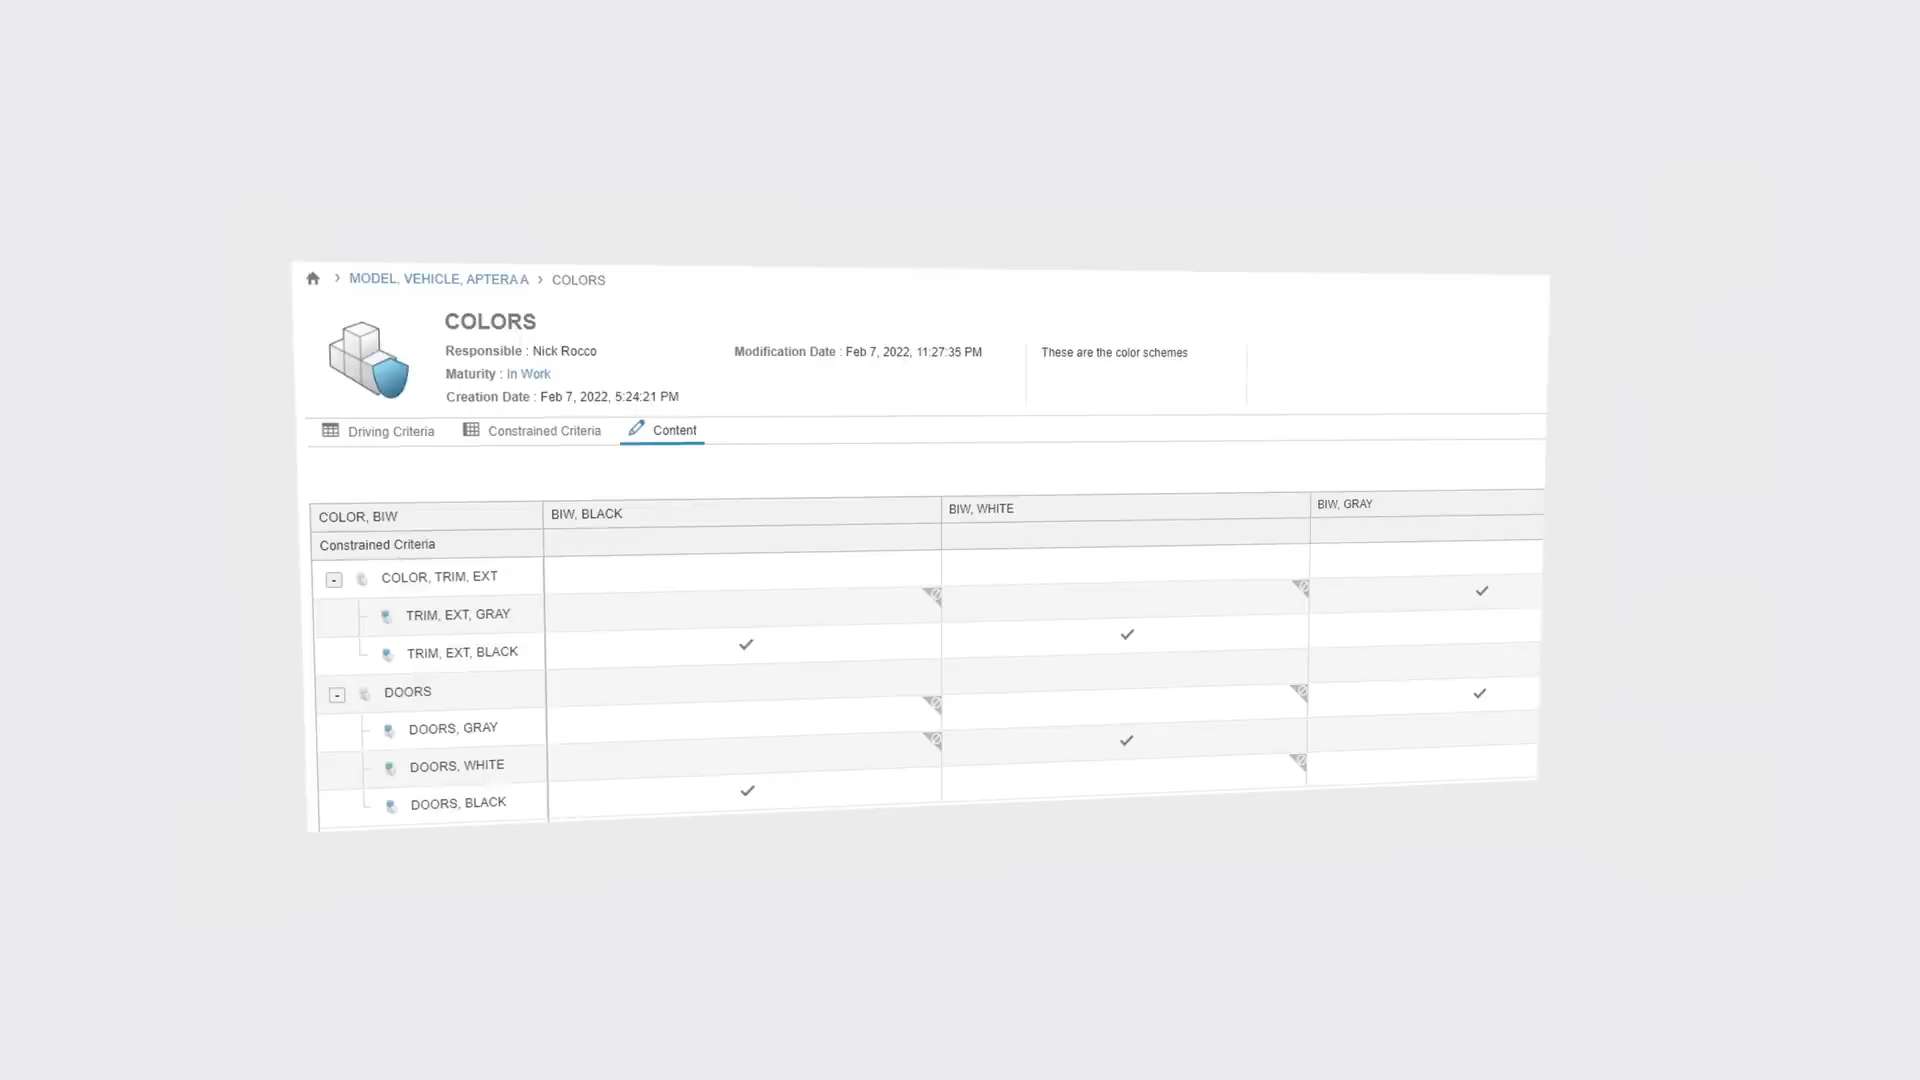 MODEL, VEHICLE, APTERA A > COLORS
COLORS
Responsible : Nick Rocco
Maturity : In Work
Creation Date : Feb 7, 2022, 5:24:21 PM
Modification Date : Feb 7, 2022, 11:27:35 PM
These are the color schemes
Driving Criteria Constrained Criteria Content
COLOR, BIW BIW, BLACK BIW, WHITE BIW, GRAY
Constrained Criteria
COLOR, TRIM, EXT
TRIM, EXT, GRAY
TRIM, EXT, BLACK
DOORS
DOORS, GRAY
DOORS, WHITE
DOORS, BLACK